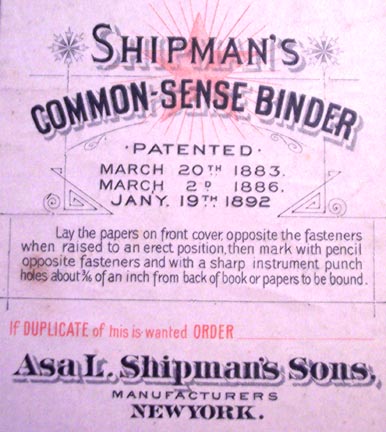 SHIPMAN'S
COMMON-SENSE BINDER
·PATENTED·
MARCH 20TH 1883.
MARCH 2D 1886.
JANY. 19TH 1892
Lay the papers on front cover, opposite the fasteners
when raised to an erect position, then mark with pencil
opposite fasteners and with a sharp instrument punch
holes about of an inch from back of book or papers to be bound.
If DUPLICATE of this is wanted ORDER
Asa L. Shipman's Sons,
MANUFACTURERS
NEW YORK.